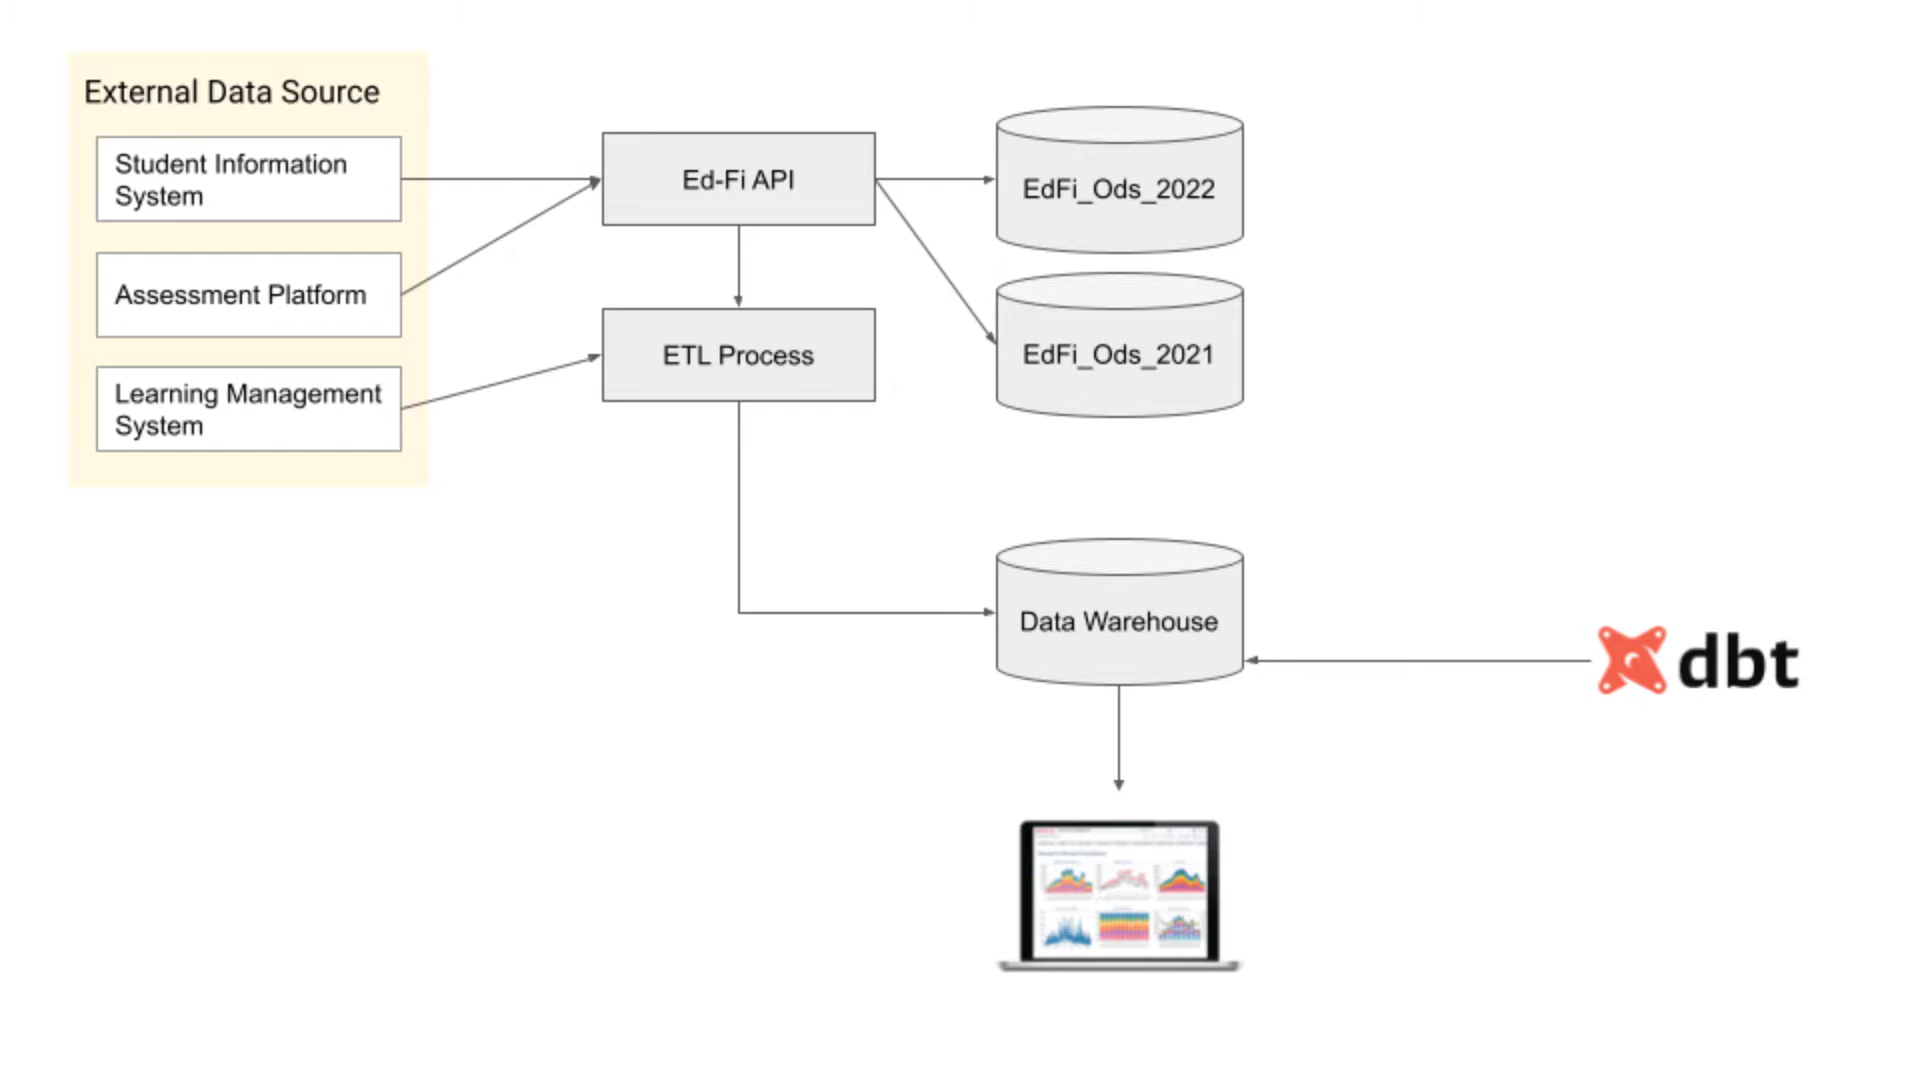 External Data Source
Student Information
System
Assessment Platform
Learning Management
System
Ed-Fi API
ETL Process
EdFi_Ods_2022
EdFi_Ods_2021
Data Warehouse
dbt